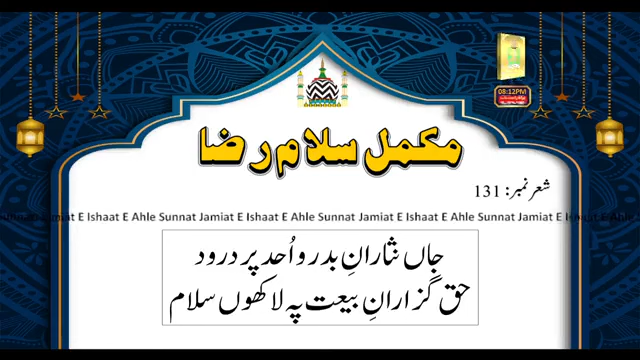 08:12PM
مکمل سلام رضا
شعر نمبر: 131
Jamiat E Ishaat E Ahle Sunnat Jamiat E Ishaat E Ahle Sunnat Jamiat E Ishaat E Ahle Sunnat Jamiat E Ishaat E Ahle Sunnat
جاں نثارانِ بدر و اُحد پر درود
حق گزارانِ بیعت پہ لاکھوں سلام